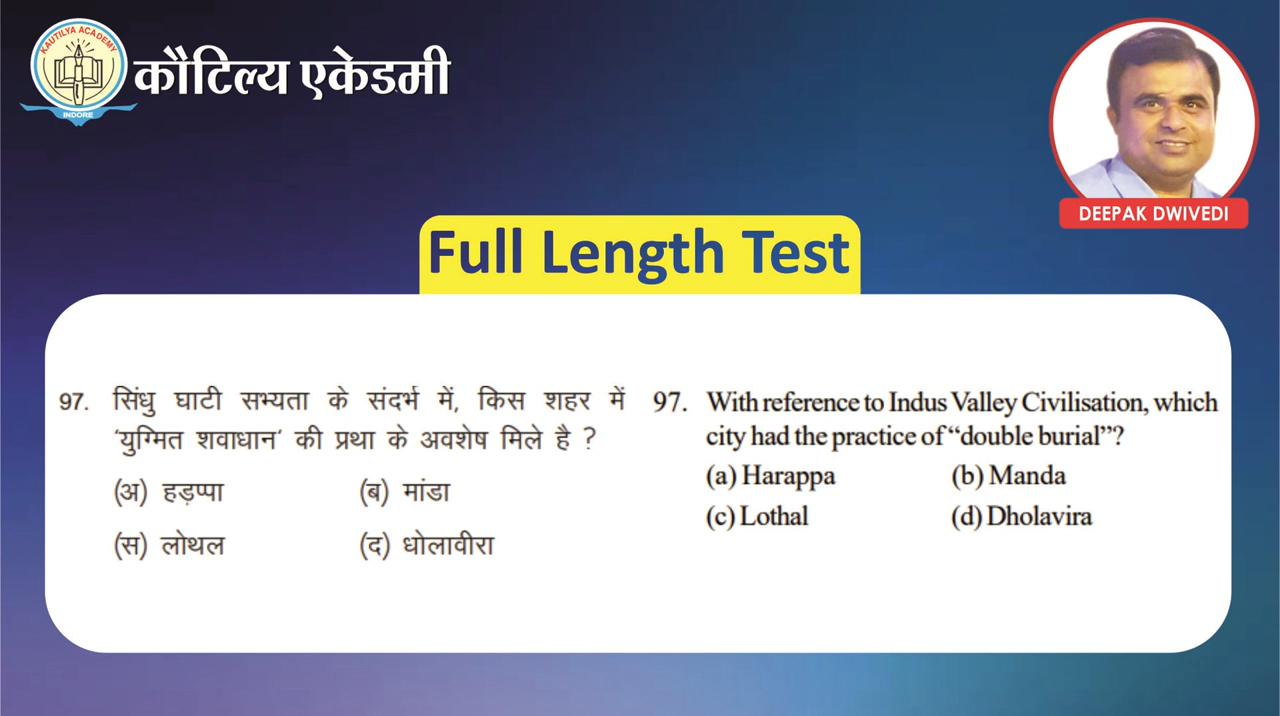 KAUTILYA ACADEMY
INDORE
कौटिल्य एकेडमी
DEEPAK DWIVEDI
Full Length Test
97. सिंधु घाटी सभ्यता के संदर्भ में, किस शहर में
‘युग्मित शवाधान’ की प्रथा के अवशेष मिले है ?
(अ) हड़प्पा (ब) मांडा
(स) लोथल (द) धोलावीरा
97. With reference to Indus Valley Civilisation, which
city had the practice of “double burial”?
(a) Harappa (b) Manda
(c) Lothal (d) Dholavira